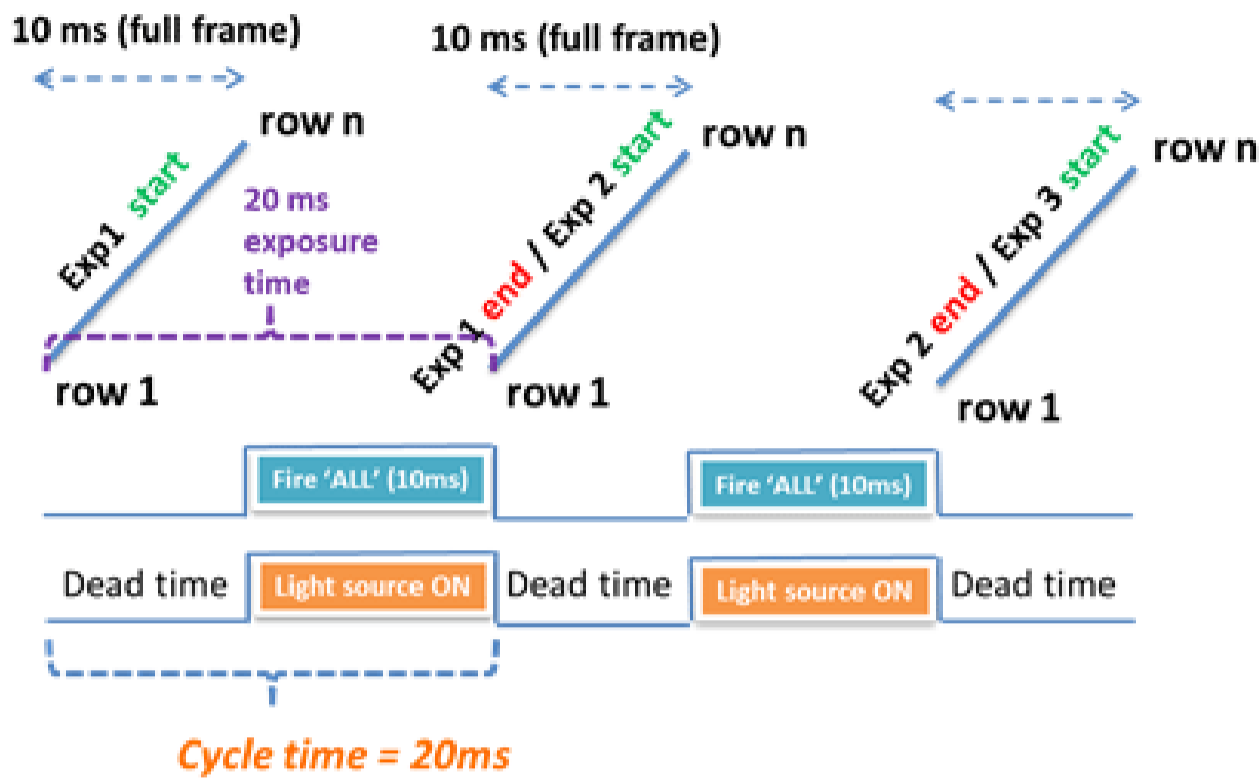 10 ms (full frame)
10 ms (full frame)
row n
row n
row n
Exp1 start
20 ms
exposure
time
Exp 1 end / Exp 2 start
Exp 2 end / Exp 3 start
row 1
row 1
row 1
Fire ‘ALL’ (10ms)
Fire ‘ALL’ (10ms)
Dead time
Light source ON
Dead time
Light source ON
Dead time
Cycle time = 20ms